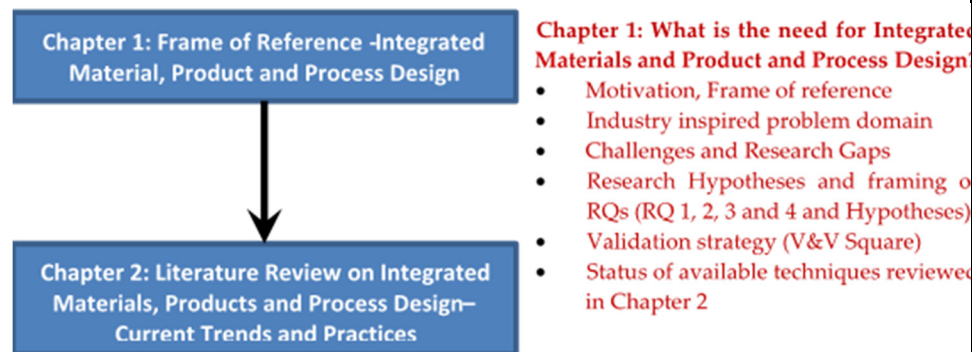 Chapter 1: Frame of Reference -Integrated
Material, Product and Process Design
Chapter 2: Literature Review on Integrated
Materials, Products and Process Design–
Current Trends and Practices
Chapter 1: What is the need for Integrated
Materials and Product and Process Design?
• Motivation, Frame of reference
• Industry inspired problem domain
• Challenges and Research Gaps
• Research Hypotheses and framing o
RQs (RQ 1, 2, 3 and 4 and Hypotheses)
• Validation strategy (V&V Square)
• Status of available techniques reviewed
in Chapter 2